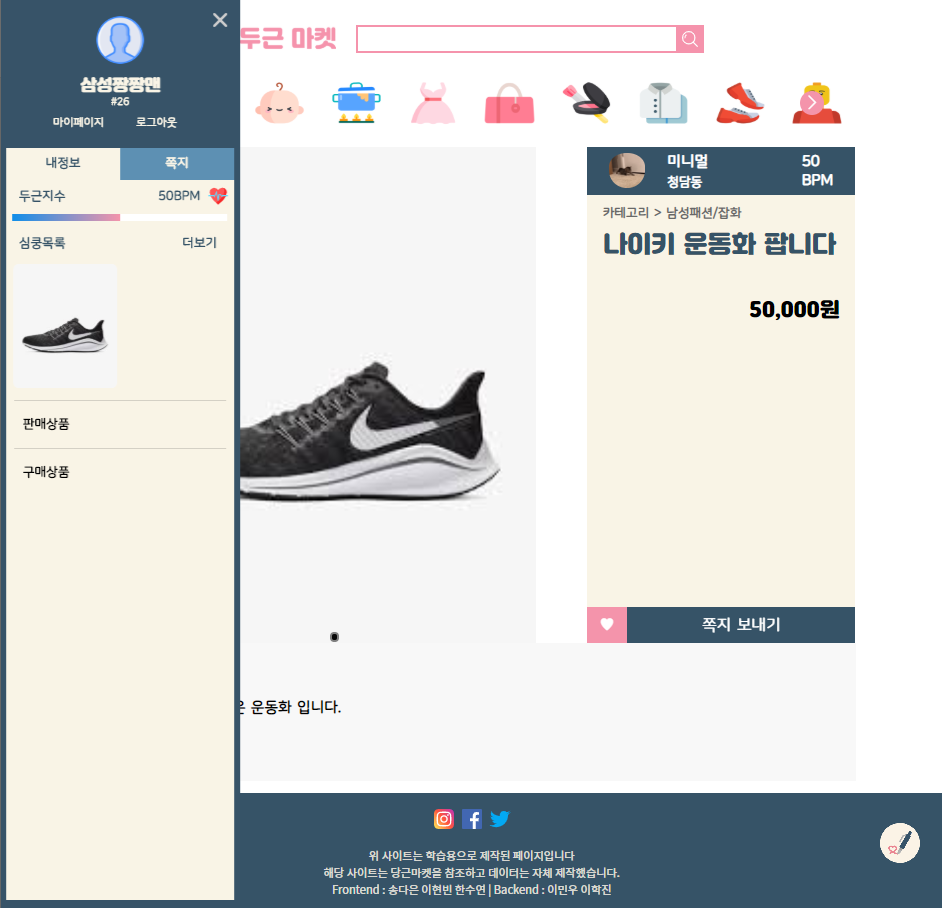 삼성짱짱맨
#26
마이페이지 로그아웃
내정보 쪽지
두근지수 50BPM
심쿵목록 더보기
판매상품
구매상품
두근 마켓
미니멀 50
청담동 BPM
카테고리 > 남성패션/잡화
나이키 운동화 팝니다
50,000원
쪽지 보내기
운동화 입니다.
위 사이트는 학습용으로 제작된 페이지입니다
해당 사이트는 당근마켓을 참조하고 데이터는 자체 제작했습니다.
Frontend : 송다은 이현빈 한수연 | Backend : 이민우 이학진